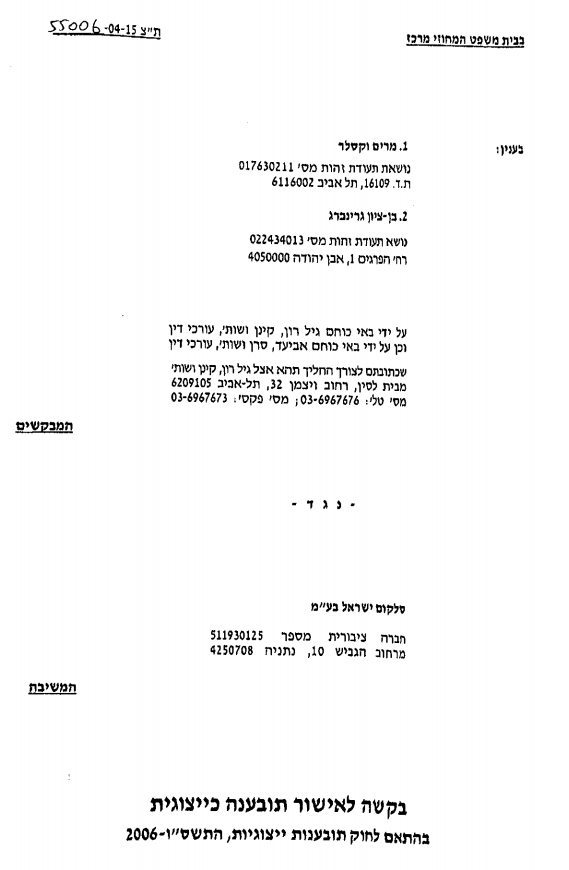 בבית משפט המחוזי מרכז
ת"צ 55006-04-15
בענין:
1. מרים וקסלר
נושאת תעודת זהות מס' 017630211
ת.ד. 16109, תל אביב 6116002
2. בן-ציון גרינברג
נושא תעודת זהות מס' 022434013
רח' הפרגים 1, אבן יהודה 4050000
על ידי באי כוחם גיל רון, קינן ושות', עורכי דין
וכן על ידי באי כוחם אביעד, סרן ושות', עורכי דין
שכתובתם לצורך החליך תהא אצל גיל רון, קינן ושות'
מבית לסין, רחוב ויצמן 32, תל-אביב 6209105
מס' טל': 03-6967676; מס' פקס': 03-6967673
המבקשים
- נ ג ד -
סלקום ישראל בע"מ
חברה ציבורית מספר 511930125
מרחוב הגביש 10, נתניה 4250708
המשיבת
בקשה לאישור תובענה כייצוגית
בהתאם לחוק תובענות ייצוגיות, התשס"ו-2006